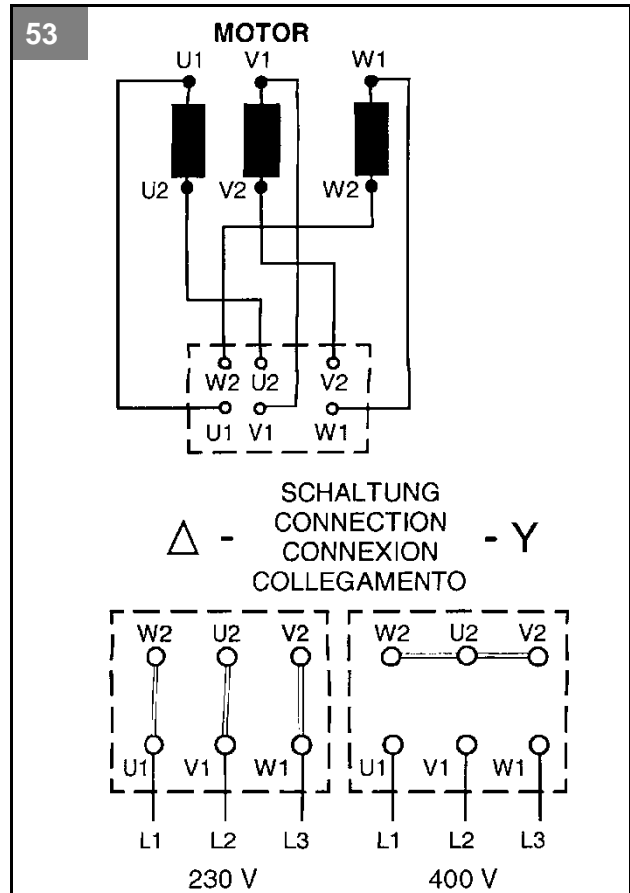 53
MOTOR
U1 V1 W1
U2 V2 W2
W2 U2 V2
U1 V1 W1
SCHALTUNG
Δ - CONNECTION - Y
CONNEXION
COLLEGAMENTO
W2 U2 V2 W2 U2 V2
U1 V1 W1 U1 V1 W1
L1 L2 L3 L1 L2 L3
230 V 400 V